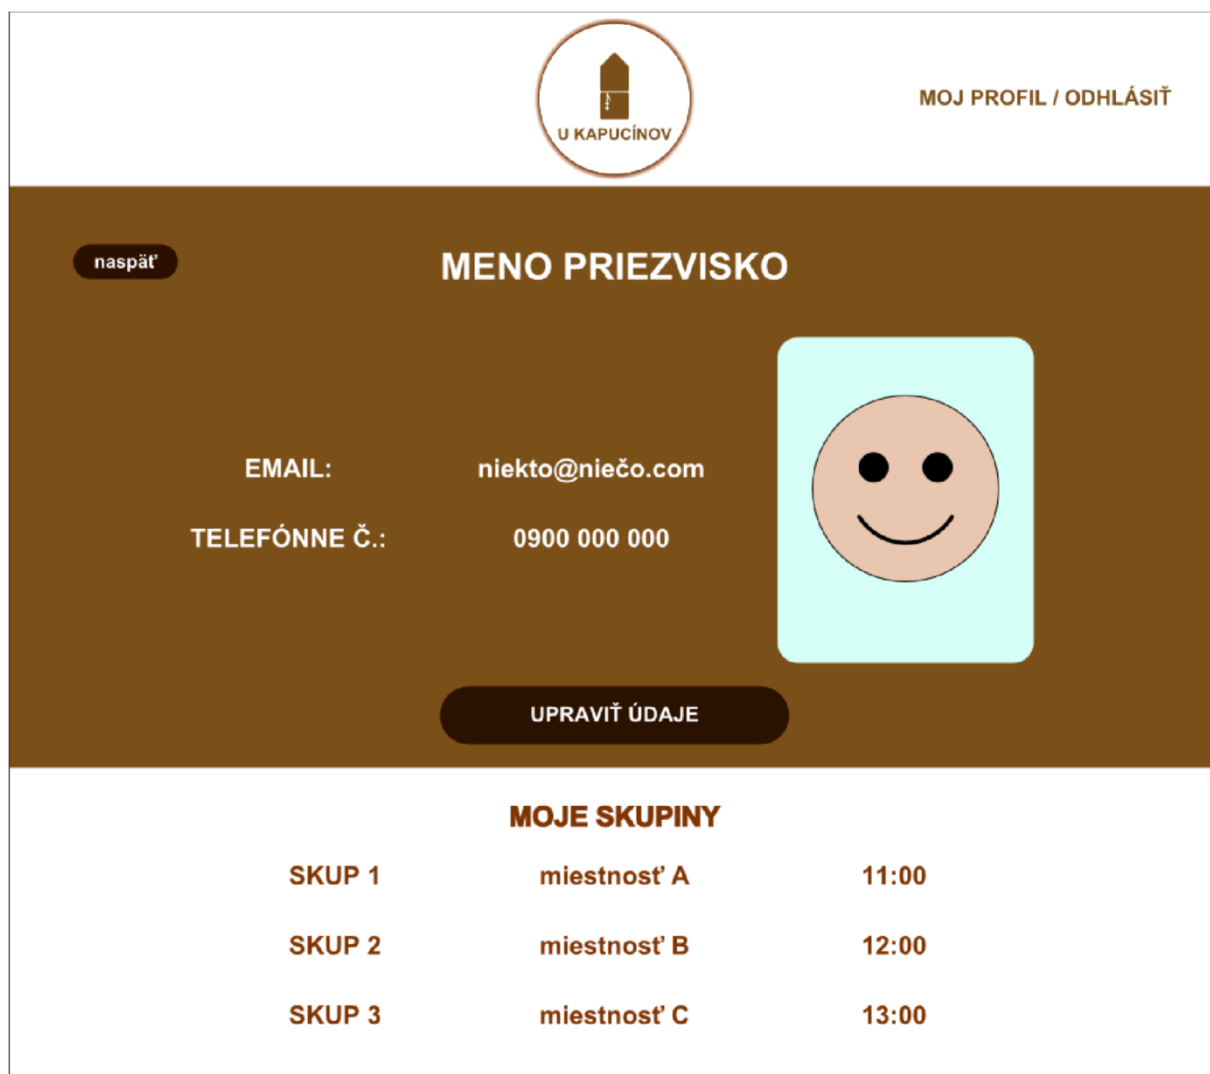 U KAPUCÍNOV
MOJ PROFIL / ODHLÁSIŤ
naspäť
MENO PRIEZVISKO
EMAIL: niekto@niečo.com
TELEFÓNNE Č.: 0900 000 000
UPRAVIŤ ÚDAJE
MOJE SKUPINY
SKUP 1 miestnosť A 11:00
SKUP 2 miestnosť B 12:00
SKUP 3 miestnosť C 13:00